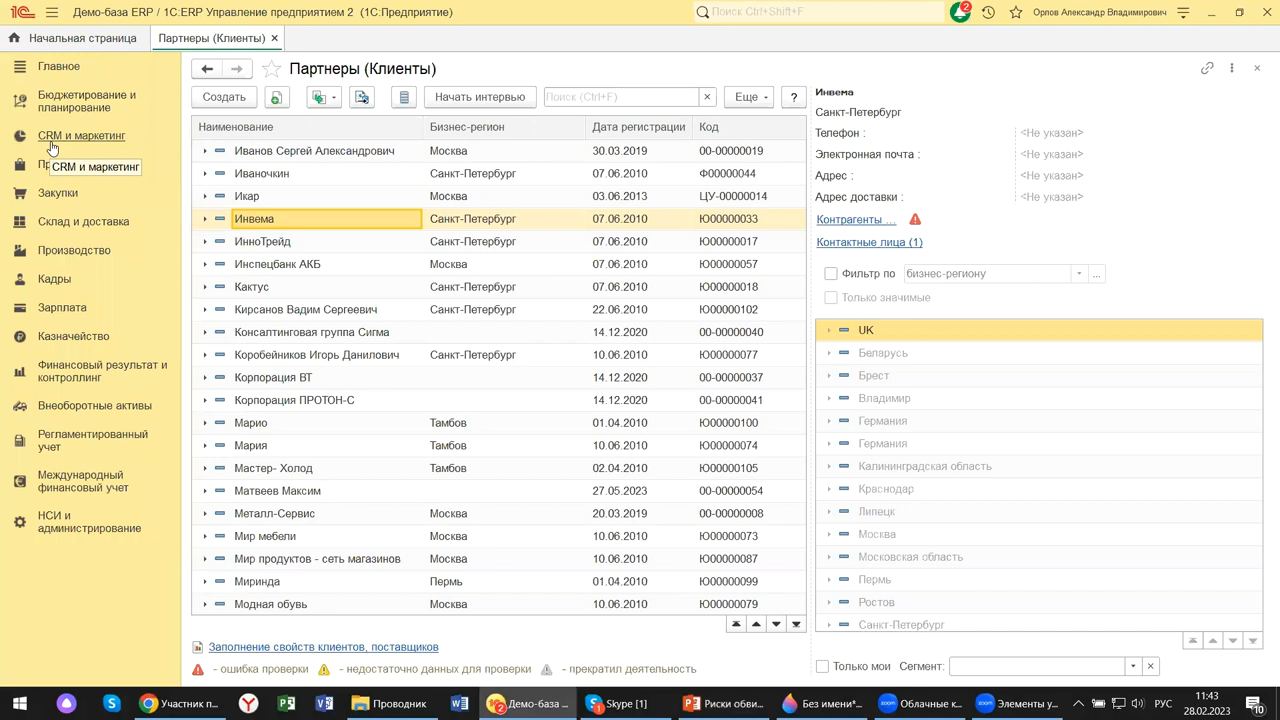 Демо-база ERP / 1С:ERP Управление предприятием 2 (1С:Предприятие)
Поиск Ctrl+Shift+F
2
Орлов Александр Владимирович
Начальная страница
Партнеры (Клиенты)
Главное
Бюджетирование и планирование
CRM и маркетинг
CRM и маркетинг
Закупки
Склад и доставка
Производство
Кадры
Зарплата
Казначейство
Финансовый результат и контроллинг
Внеоборотные активы
Регламентированный учет
Международный финансовый учет
НСИ и администрирование
Партнеры (Клиенты)
Создать
Начать интервью
Поиск (Ctrl+F)
Еще
?
Наименование Бизнес-регион Дата регистрации Код
Иванов Сергей Александрович Москва 30.03.2019 00-00000019
Иваночкин Санкт-Петербург 07.06.2010 Ф00000044
Икар Москва 03.06.2013 ЦУ-00000014
Инвема Санкт-Петербург 07.06.2010 Ю00000033
ИнноТрейд Санкт-Петербург 07.06.2010 Ю00000017
Инспецбанк АКБ Москва 07.06.2010 Ю00000057
Кактус Санкт-Петербург 07.06.2010 Ю00000018
Кирсанов Вадим Сергеевич Санкт-Петербург 22.06.2010 Ю00000102
Консалтинговая группа Сигма 14.12.2020 00-00000040
Коробейников Игорь Данилович Санкт-Петербург 10.06.2010 Ю00000077
Корпорация ВТ 14.12.2020 00-00000037
Корпорация ПРОТОН-С 14.12.2020 00-00000041
Марио Тамбов 01.04.2010 Ю00000100
Мария Тамбов 10.06.2010 Ю00000074
Мастер- Холод Тамбов 02.04.2010 Ю00000105
Матвеев Максим 27.05.2023 00-00000054
Металл-Сервис Москва 20.03.2019 00-00000008
Мир мебели Москва 10.06.2010 Ю00000073
Мир продуктов - сеть магазинов Москва 10.06.2010 Ю00000087
Миринда Пермь 01.04.2010 Ю00000099
Модная обувь Москва 10.06.2010 Ю00000079
Заполнение свойств клиентов, поставщиков
- ошибка проверки - недостаточно данных для проверки - прекратил деятельность
Инвема
Санкт-Петербург
Телефон : <Не указан>
Электронная почта : <Не указан>
Адрес : <Не указан>
Адрес доставки : <Не указан>
Контрагенты ...
Контактные лица (1)
Фильтр по бизнес-региону ...
Только значимые
UK
Беларусь
Брест
Владимир
Германия
Германия
Калининградская область
Краснодар
Липецк
Москва
Московская область
Пермь
Ростов
Санкт-Петербург
Только мои Сегмент:
Участник п...
Проводник
Демо-база ...
Skype [1]
Риски обви...
Без имени*...
Облачные к...
Элементы у...
РУС
11:43
28.02.2023